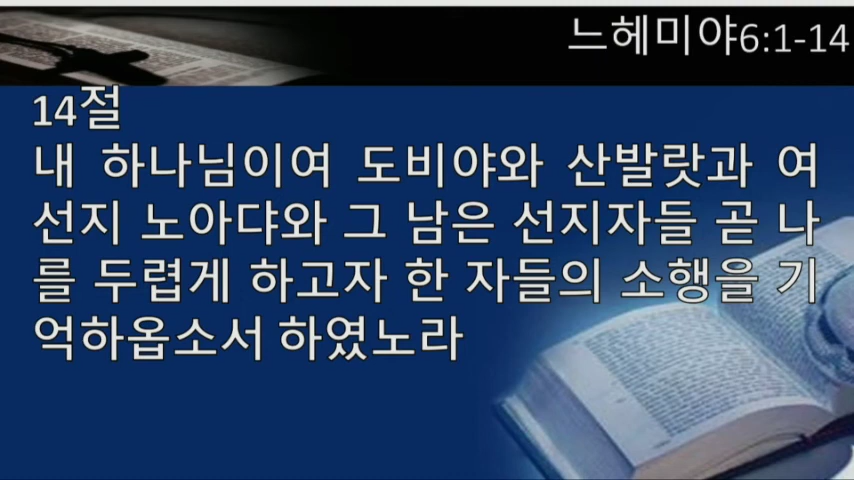 느헤미야6:1-14
14절
내 하나님이여 도비야와 산발랏과 여
선지 노아댜와 그 남은 선지자들 곧 나
를 두렵게 하고자 한 자들의 소행을 기
억하옵소서 하였노라